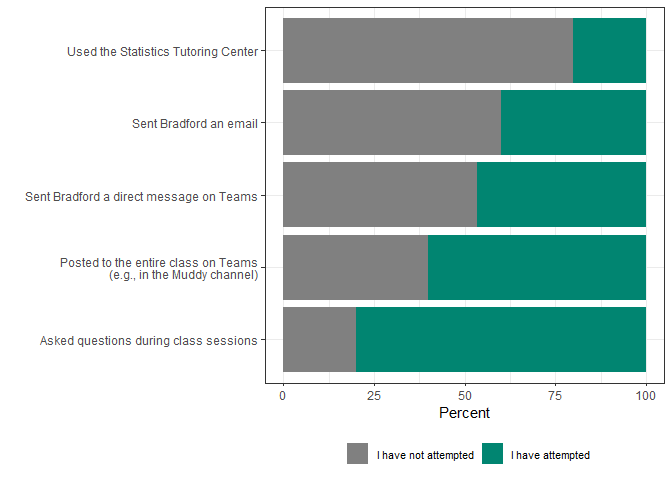 Used the Statistics Tutoring Center
Sent Bradford an email
Sent Bradford a direct message on Teams
Posted to the entire class on Teams
(e.g., in the Muddy channel)
Asked questions during class sessions
0 25 50 75 100
Percent
I have not attempted I have attempted